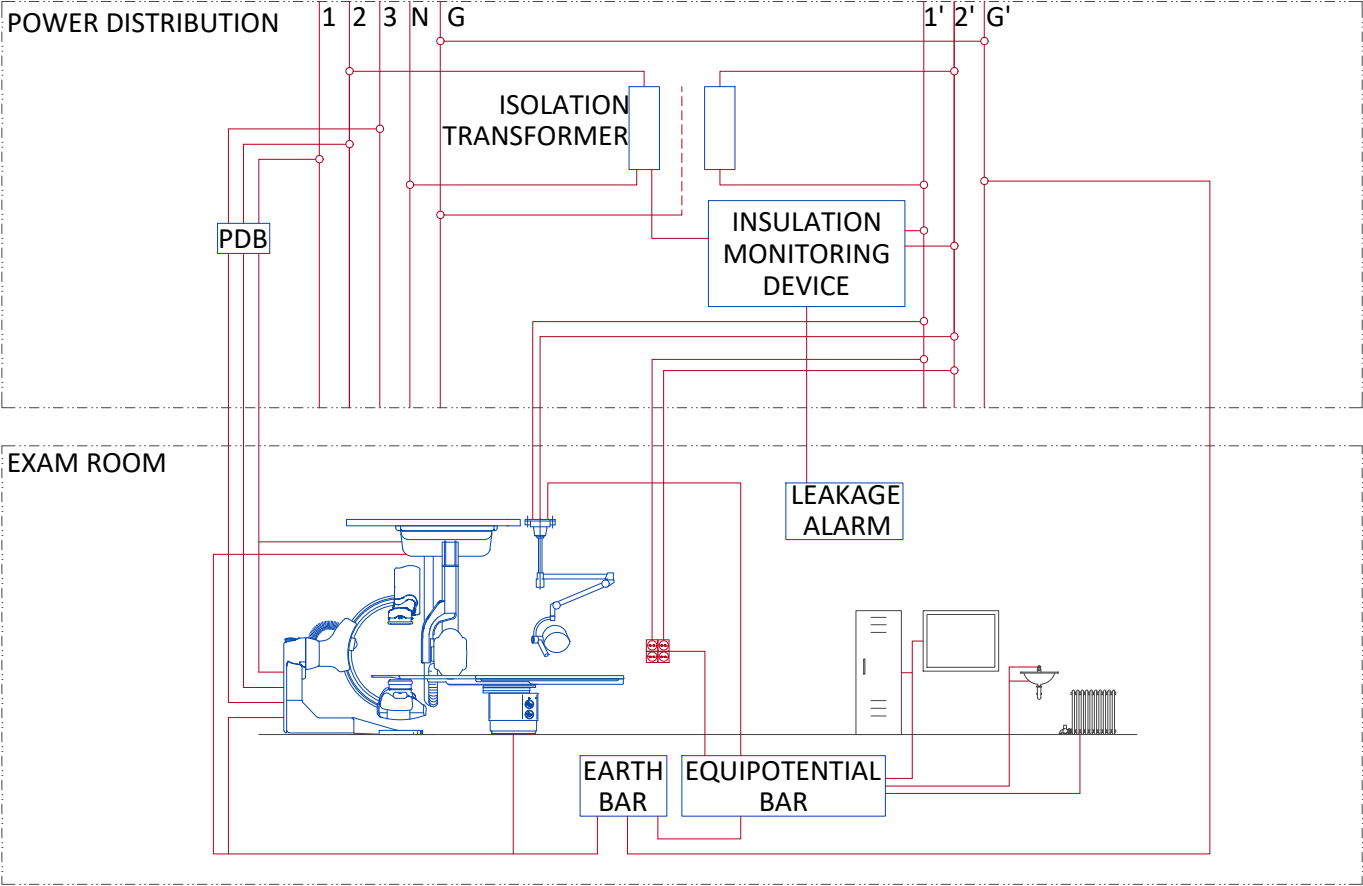 POWER DISTRIBUTION
1 2 3 N G
1' 2' G'
ISOLATION
TRANSFORMER
PDB
INSULATION
MONITORING
DEVICE
EXAM ROOM
LEAKAGE
ALARM
EARTH
BAR
EQUIPOTENTIAL
BAR